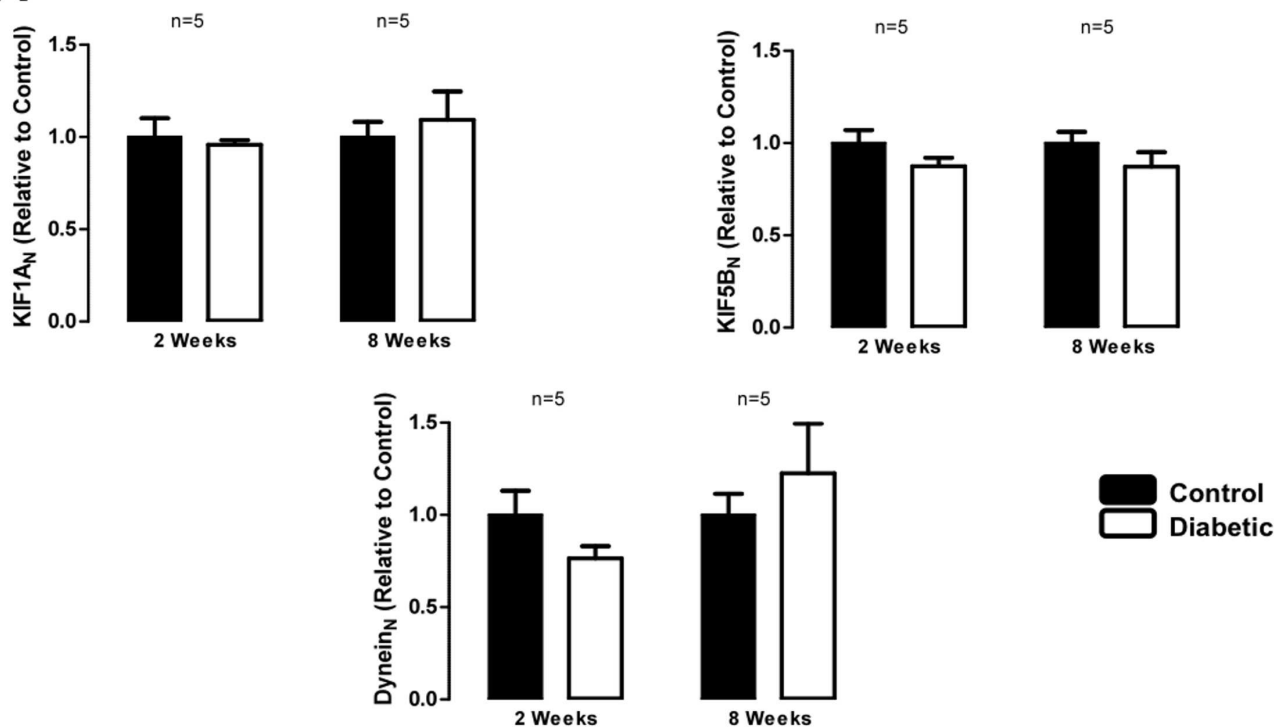 n=5 n=5
KIF1A_N (Relative to Control)
1.5
1.0
0.5
0.0
2 Weeks 8 Weeks
n=5 n=5
KIF5B_N (Relative to Control)
1.5
1.0
0.5
0.0
2 Weeks 8 Weeks
n=5 n=5
Dynein_N (Relative to Control)
1.5
1.0
0.5
0.0
2 Weeks 8 Weeks
Control
Diabetic